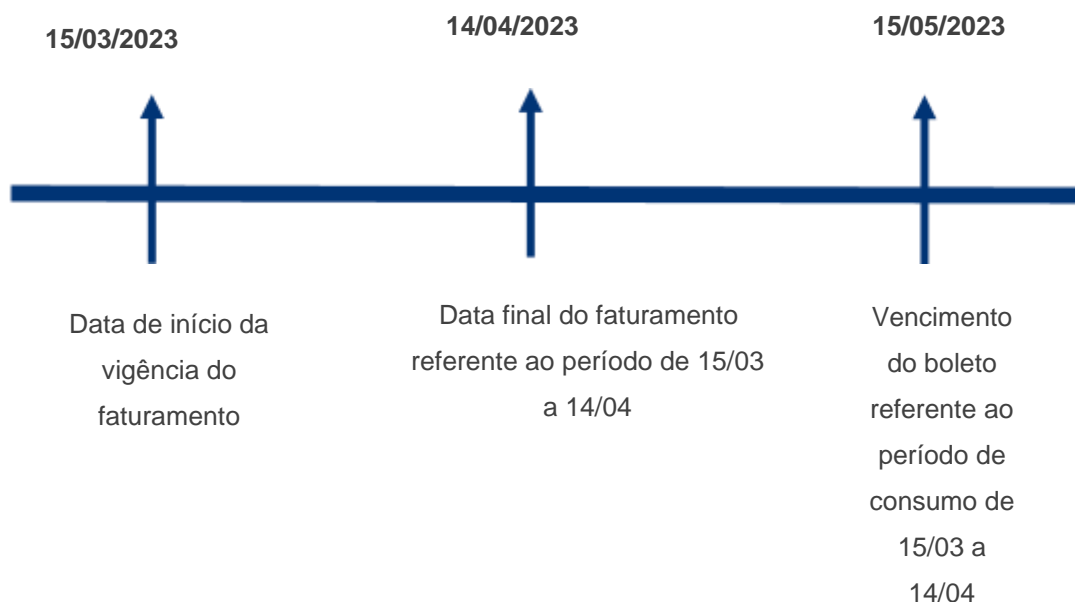 15/03/2023
14/04/2023
15/05/2023
Data de início da
vigência do
faturamento
Data final do faturamento
referente ao período de 15/03
a 14/04
Vencimento
do boleto
referente ao
período de
consumo de
15/03 a
14/04